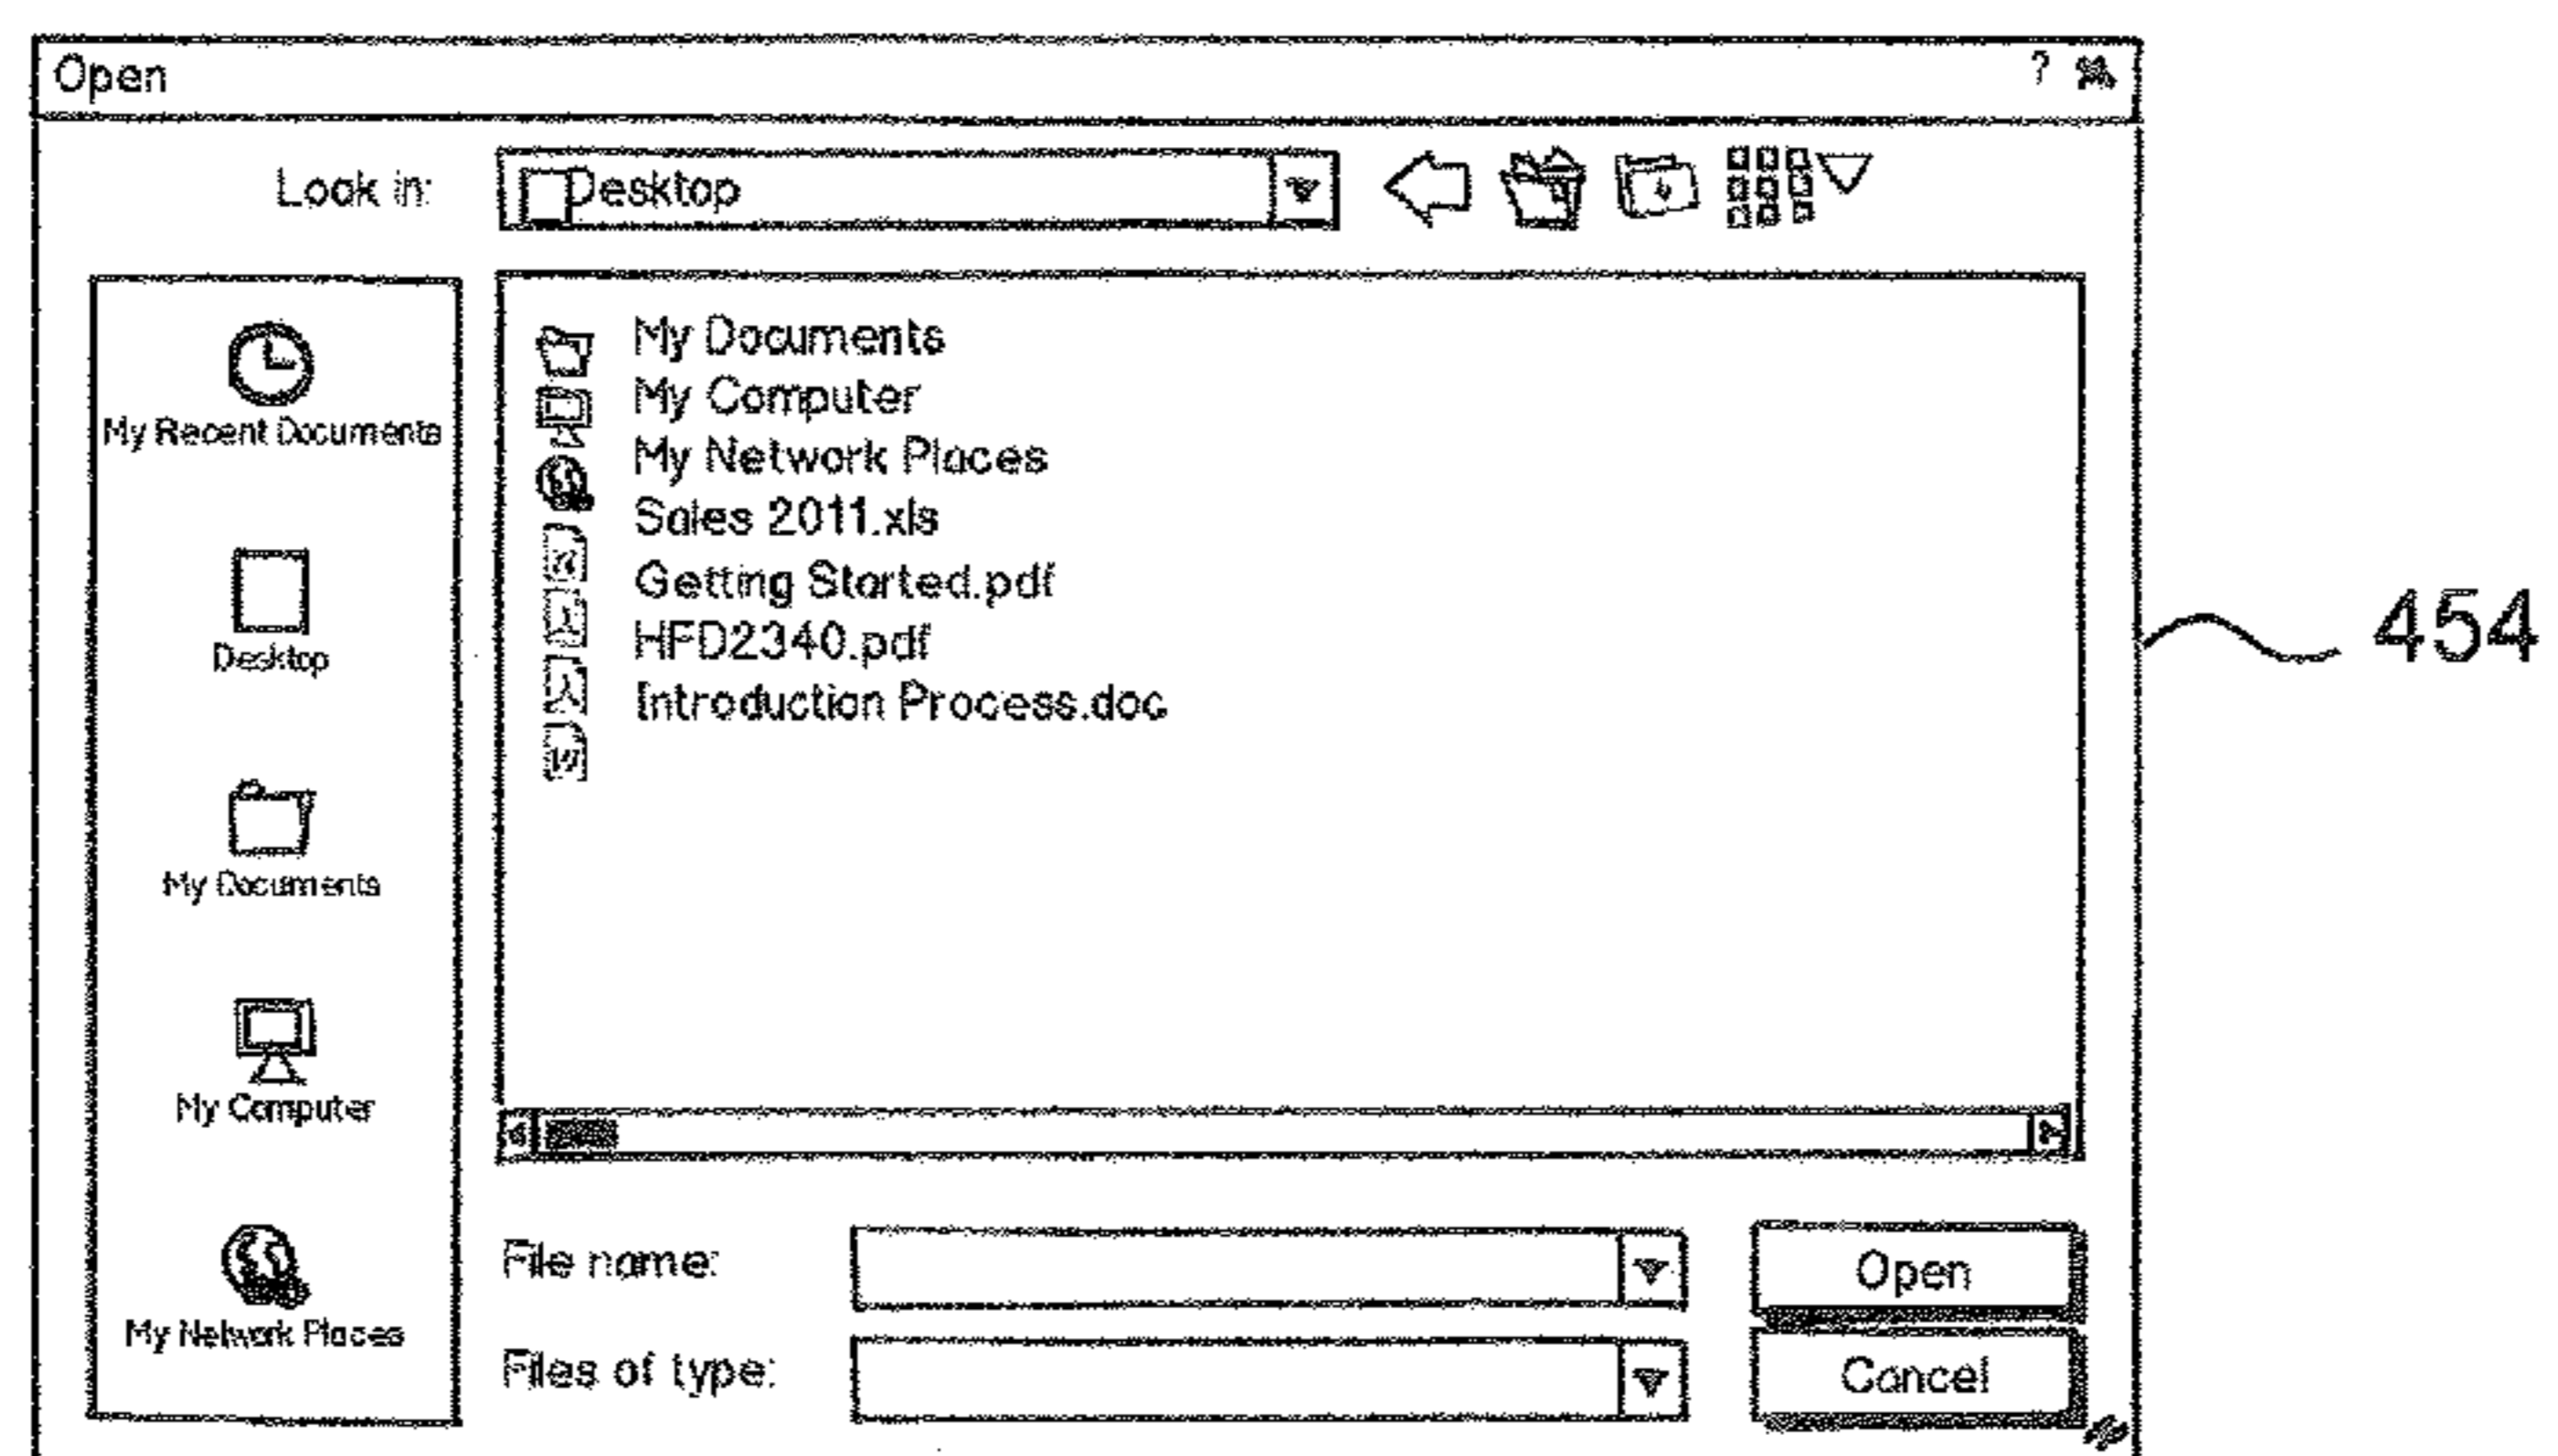 Open ?
Look in: Desktop
My Recent Documents
Desktop
My Documents
My Computer
My Network Places
My Documents
My Computer
My Network Places
Sales 2011.xls
Getting Started.pdf
HFD2340.pdf
Introduction Process.doc
File name:
Open
Files of type:
Cancel
454